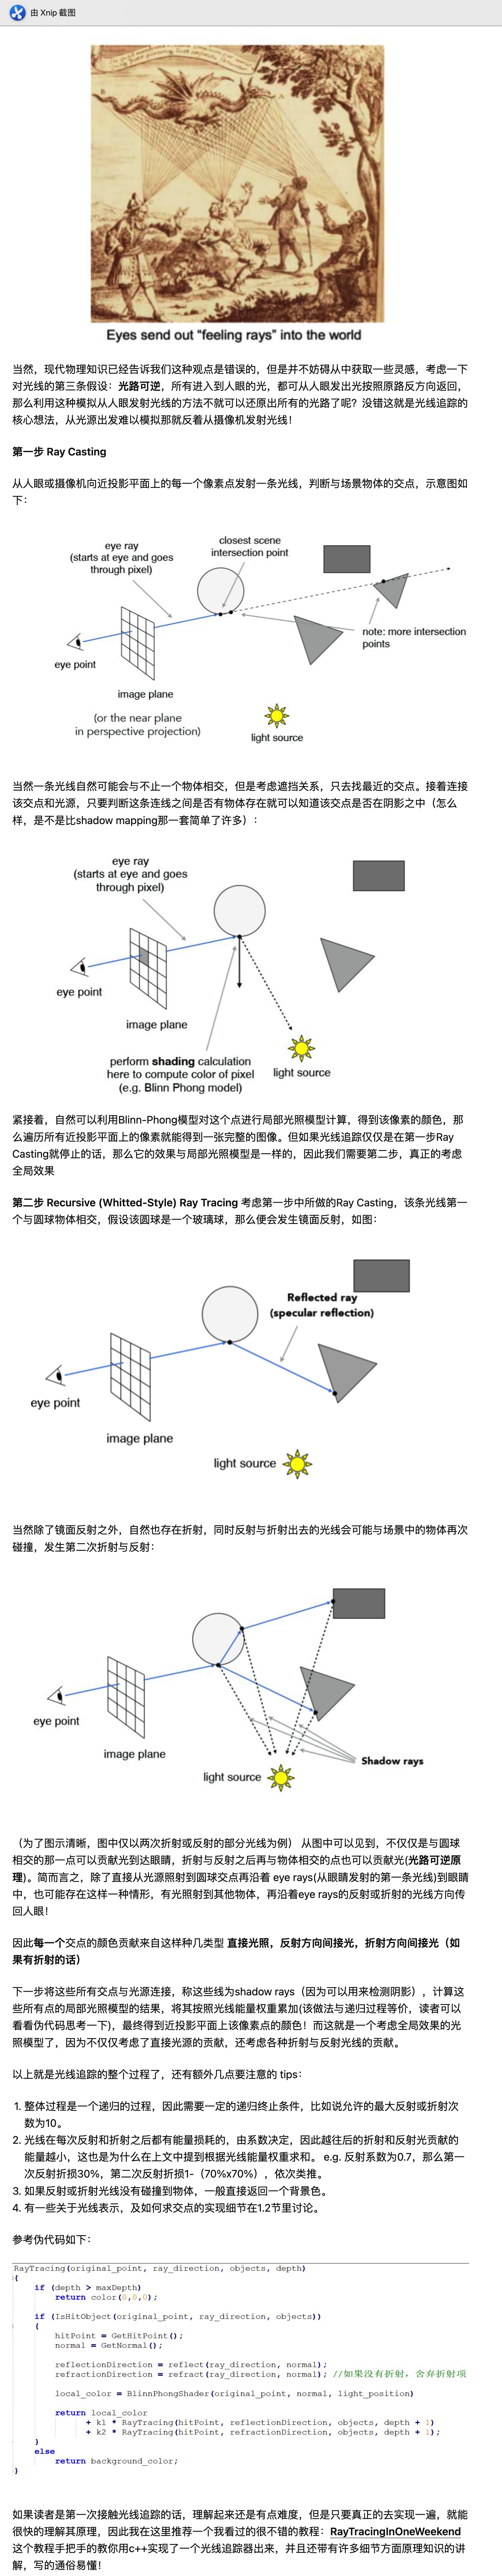 由 Xnip 截图
Eyes send out “feeling rays” into the world
当然，现代物理知识已经告诉我们这种观点是错误的，但是并不妨碍从中获取一些灵感，考虑一下
对光线的第三条假设：光路可逆，所有进入到人眼的光，都可从人眼发出光按照原路反方向返回，
那么利用这种模拟从人眼发射光线的方法不就可以还原出所有的光路了呢？没错这就是光线追踪的
核心想法，从光源出发难以模拟那就反着从摄像机发射光线！
第一步 Ray Casting
从人眼或摄像机向近投影平面上的每一个像素点发射一条光线，判断与场景物体的交点，示意图如
下：
eye ray
(starts at eye and goes
through pixel)
closest scene
intersection point
note: more intersection
points
eye point
image plane
(or the near plane
in perspective projection)
light source
当然一条光线自然可能会与不止一个物体相交，但是考虑遮挡关系，只去找最近的交点。接着连接
该交点和光源，只要判断这条连线之间是否有物体存在就可以知道该交点是否在阴影之中（怎么
样，是不是比shadow mapping那一套简单了许多）：
eye ray
(starts at eye and goes
through pixel)
eye point
image plane
perform shading calculation
here to compute color of pixel
(e.g. Blinn Phong model)
light source
紧接着，自然可以利用Blinn-Phong模型对这个点进行局部光照模型计算，得到该像素的颜色，那
么遍历所有近投影平面上的像素就能得到一张完整的图像。但如果光线追踪仅仅是在第一步Ray
Casting就停止的话，那么它的效果与局部光照模型是一样的，因此我们需要第二步，真正的考虑
全局效果
第二步 Recursive (Whitted-Style) Ray Tracing 考虑第一步中所做的Ray Casting，该条光线第一
个与圆球物体相交，假设该圆球是一个玻璃球，那么便会发生镜面反射，如图：
Reflected ray
(specular reflection)
eye point
image plane
light source
当然除了镜面反射之外，自然也存在折射，同时反射与折射出去的光线会可能与场景中的物体再次
碰撞，发生第二次折射与反射：
eye point
image plane
Shadow rays
light source
（为了图示清晰，图中仅以两次折射或反射的部分光线为例） 从图中可以见到，不仅仅是与圆球
相交的那一点可以贡献光到达眼睛，折射与反射之后再与物体相交的点也可以贡献光(光路可逆原
理)。简而言之，除了直接从光源照射到圆球交点再沿着 eye rays(从眼睛发射的第一条光线)到眼睛
中，也可能存在这样一种情形，有光照射到其他物体，再沿着eye rays的反射或折射的光线方向传
回人眼！
因此每一个交点的颜色贡献来自这样种几类型 直接光照，反射方向间接光，折射方向间接光（如
果有折射的话）
下一步将这些所有交点与光源连接，称这些线为shadow rays（因为可以用来检测阴影），计算这
些所有点的局部光照模型的结果，将其按照光线能量权重累加(该做法与递归过程等价，读者可以
看看伪代码思考一下)，最终得到近投影平面上该像素点的颜色！而这就是一个考虑全局效果的光
照模型了，因为不仅仅考虑了直接光源的贡献，还考虑各种折射与反射光线的贡献。
以上就是光线追踪的整个过程了，还有额外几点要注意的 tips：
1. 整体过程是一个递归的过程，因此需要一定的递归终止条件，比如说允许的最大反射或折射次
数为10。
2. 光线在每次反射和折射之后都有能量损耗的，由系数决定，因此越往后的折射和反射光贡献的
能量越小，这也是为什么在上文中提到根据光线能量权重求和。 e.g. 反射系数为0.7，那么第一
次反射折损30%，第二次反射折损1-（70%x70%），依次类推。
3. 如果反射或折射光线没有碰撞到物体，一般直接返回一个背景色。
4. 有一些关于光线表示，及如何求交点的实现细节在1.2节里讨论。
参考伪代码如下：
RayTracing(original_point, ray_direction, objects, depth)
{
if (depth > maxDepth)
return color(0,0,0);
if (IsHitObject(original_point, ray_direction, objects))
{
hitPoint = GetHitPoint();
normal = GetNormal();
reflectionDirection = reflect(ray_direction, normal);
refractionDirection = refract(ray_direction, normal); //如果没有折射，舍弃折射项
local_color = BlinnPhongShader(original_point, normal, light_position)
return local_color
+ k1 * RayTracing(hitPoint, reflectionDirection, objects, depth + 1)
+ k2 * RayTracing(hitPoint, refractionDirection, objects, depth + 1);
}
else
return background_color;
}
如果读者是第一次接触光线追踪的话，理解起来还是有点难度，但是只要真正的去实现一遍，就能
很快的理解其原理，因此我在这里推荐一个我看过的很不错的教程：RayTracingInOneWeekend
这个教程手把手的教你用c++实现了一个光线追踪器出来，并且还带有许多细节方面原理知识的讲
解，写的通俗易懂！